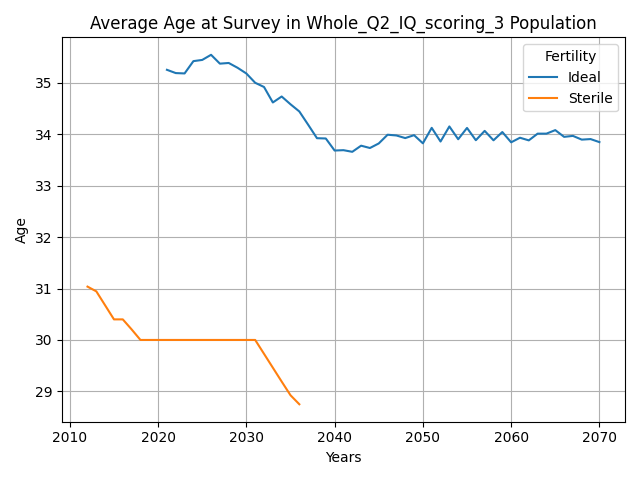 Average Age at Survey in Whole_Q2_IQ_scoring_3 Population
Fertility
Ideal
Sterile
35
34
33
32
31
30
29
Age
2010 2020 2030 2040 2050 2060 2070
Years